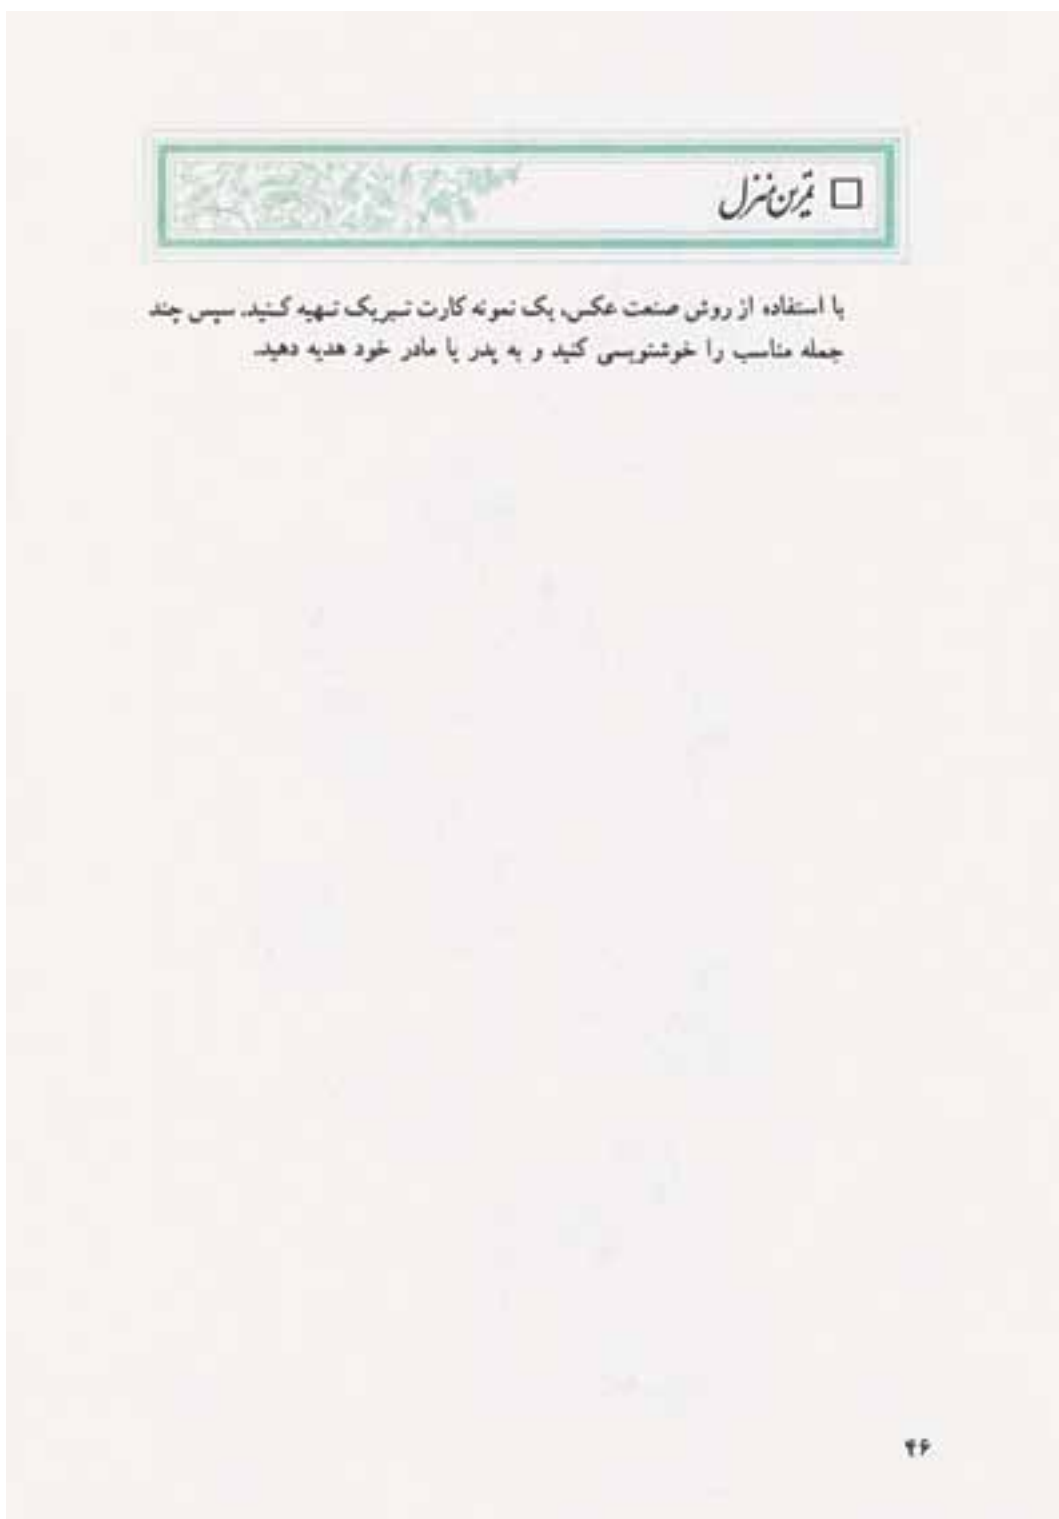 □ تمرین منزل
با استفاده از روش صنعت عکس، یک نمونه کارت تبریک تهیه کنید. سپس چند
جمله مناسب را خوشنویسی کنید و به پدر یا مادر خود هدیه دهید.
۴۶